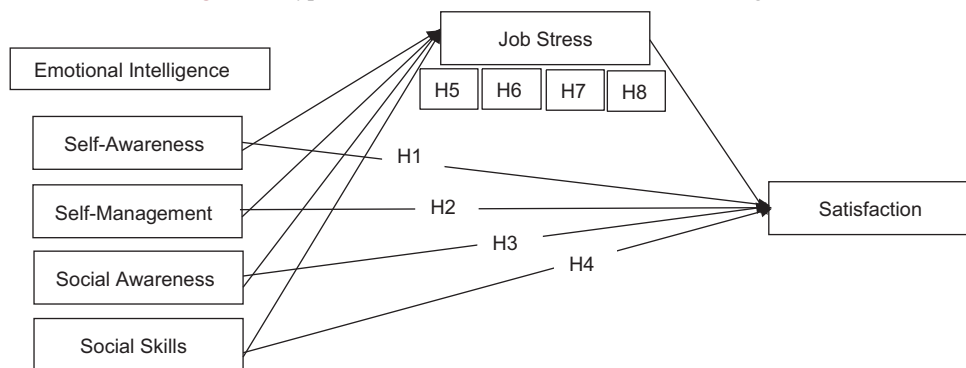 Job Stress
Emotional Intelligence
H5 H6 H7 H8
Self-Awareness
H1
Self-Management
H2
Satisfaction
H3
Social Awareness
H4
Social Skills